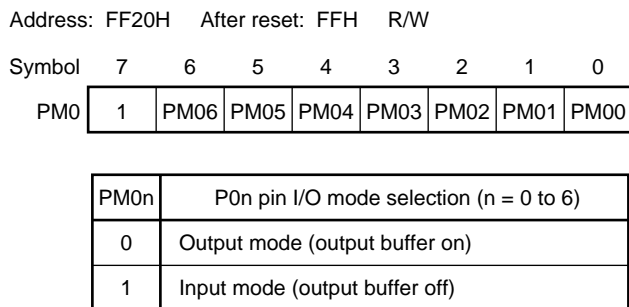 Address: FF20H After reset: FFH R/W
Symbol 7 6 5 4 3 2 1 0
PM0 1 PM06 PM05 PM04 PM03 PM02 PM01 PM00
PM0n P0n pin I/O mode selection (n = 0 to 6)
0 Output mode (output buffer on)
1 Input mode (output buffer off)